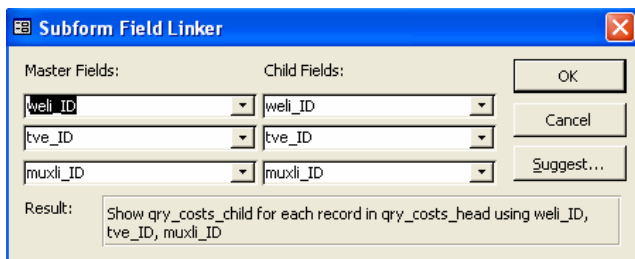 Subform Field Linker
Master Fields: Child Fields: OK
weli_ID weli_ID
Cancel
tve_ID tve_ID
muxli_ID muxli_ID Suggest...
Result: Show qry_costs_child for each record in qry_costs_head using weli_ID,
tve_ID, muxli_ID